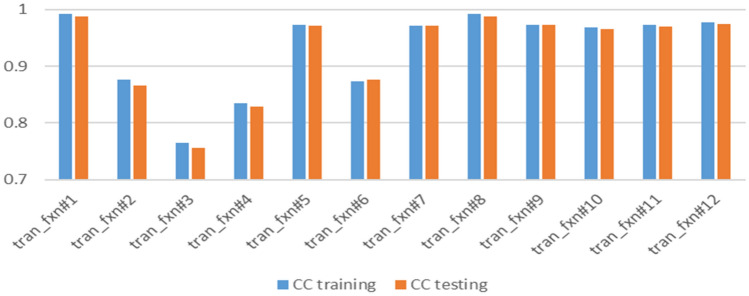 1
0.9
0.8
0.7
tran_fxn#1
tran_fxn#2
tran_fxn#3
tran_fxn#4
tran_fxn#5
tran_fxn#6
tran_fxn#7
tran_fxn#8
tran_fxn#9
tran_fxn#10
tran_fxn#11
tran_fxn#12
CC training CC testing